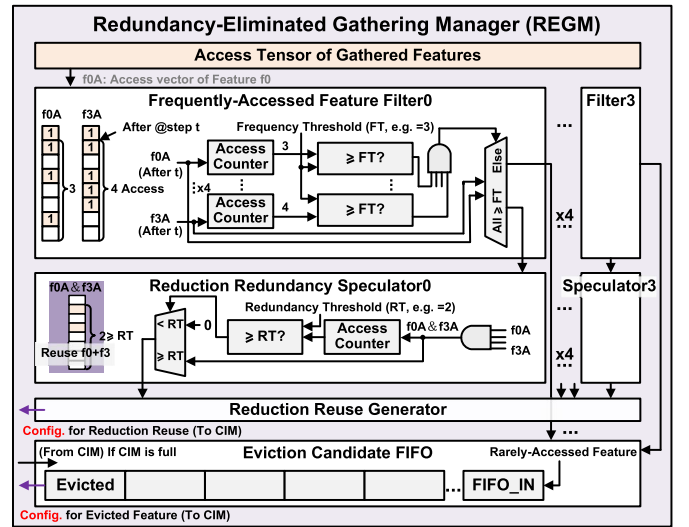 Redundancy-Eliminated Gathering Manager (REGM)
Access Tensor of Gathered Features
f0A: Access vector of Feature f0
Frequently-Accessed Feature Filter0
Filter3
f0A
f3A
After @step t
Frequency Threshold (FT, e.g. =3)
1
1
1
1
1
1
1
3
4 Access
f0A
(After t)
Access
Counter
3
≥ FT?
x4
f3A
(After t)
Access
Counter
4
≥ FT?
Else
All ≥ FT
...
x4
...
Reduction Redundancy Speculator0
Speculator3
f0A&f3A
2≥ RT
Reuse f0+f3
Redundancy Threshold (RT, e.g. =2)
< RT
≥ RT
0
≥ RT?
Access
Counter
f0A&f3A
f0A
f3A
...
x4
Reduction Reuse Generator
Config. for Reduction Reuse (To CIM)
...
(From CIM) If CIM is full
Eviction Candidate FIFO
Rarely-Accessed Feature
Evicted
...
FIFO_IN
Config. for Evicted Feature (To CIM)